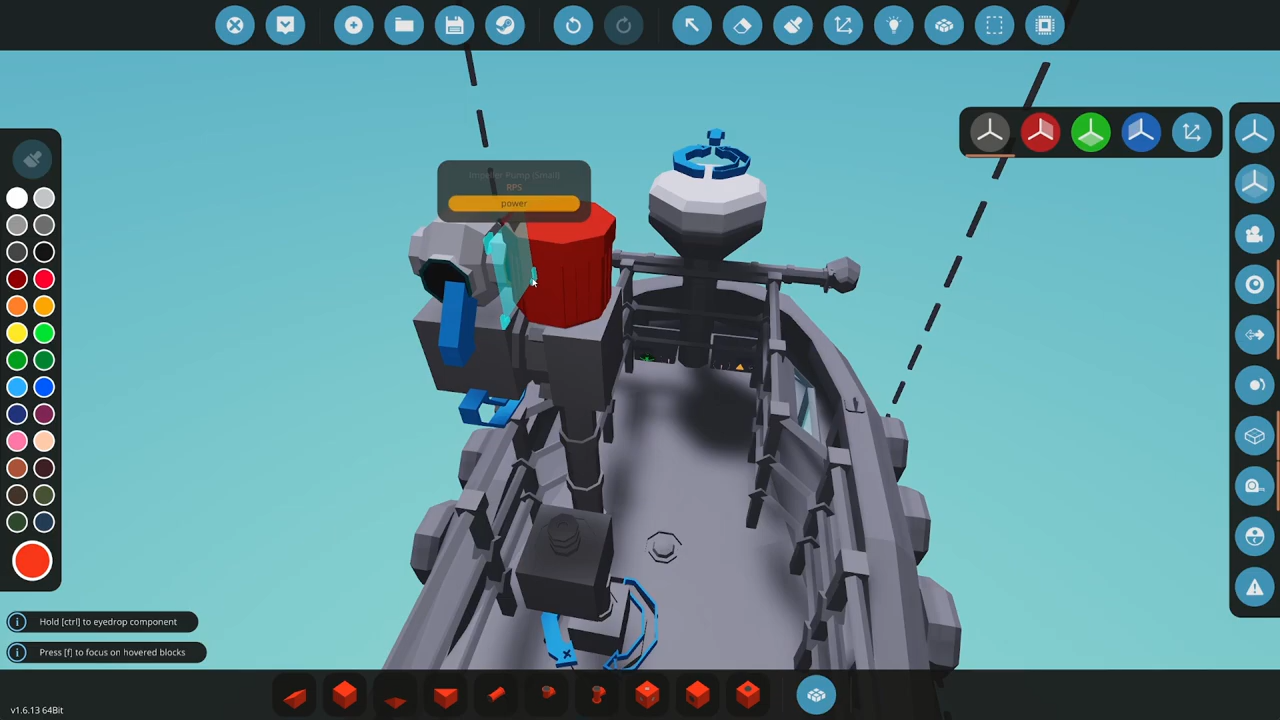 Impeller Pump (Small)
RPS
power
Hold [ctrl] to eyedrop component
Press [f] to focus on hovered blocks
v1.6.13 64Bit